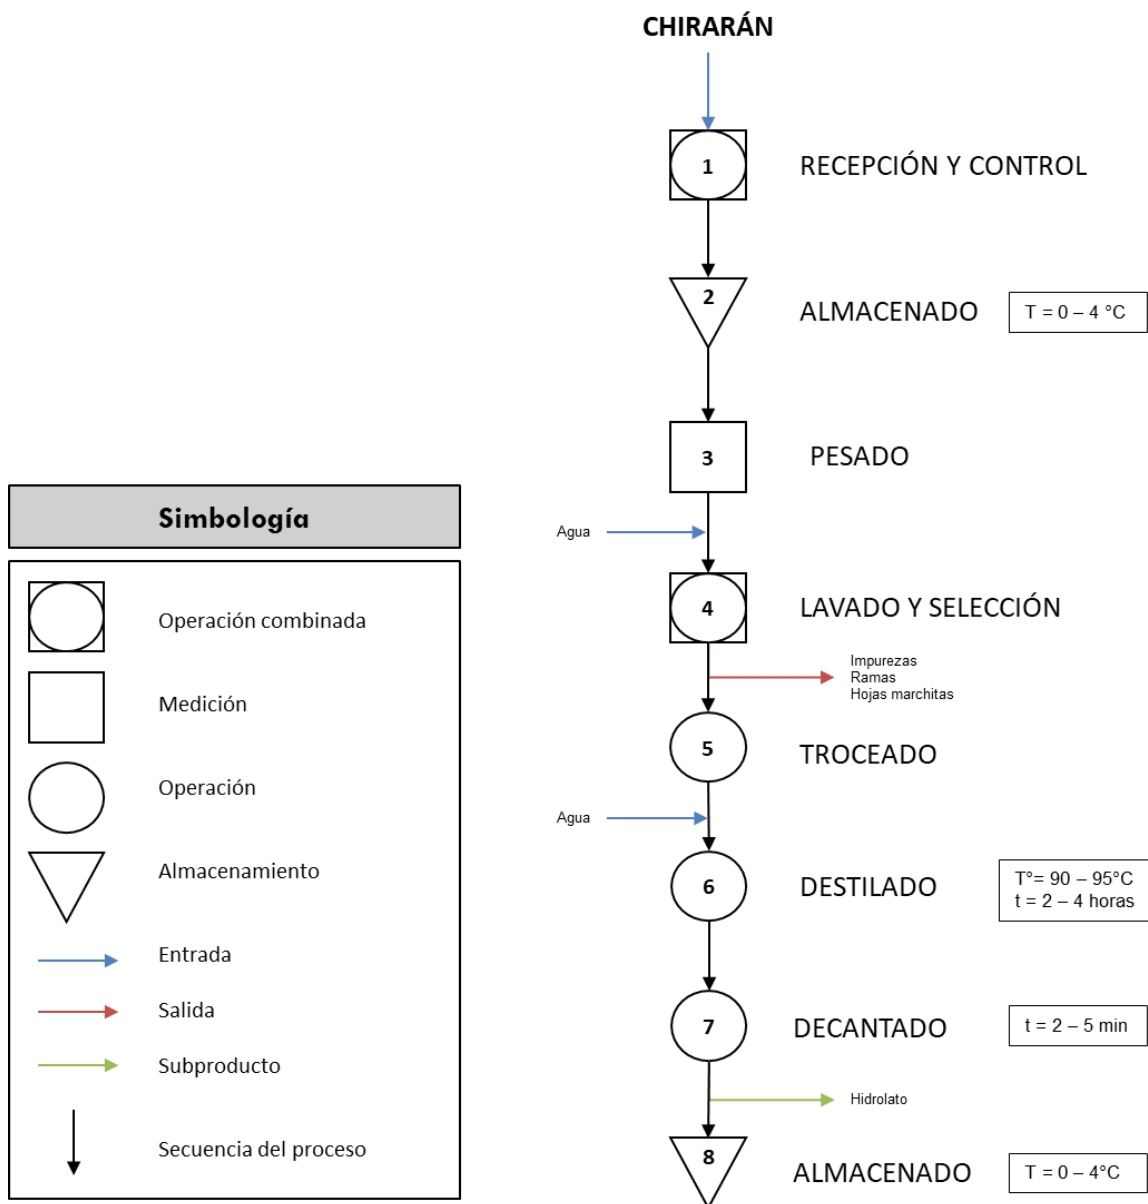 CHIRARÁN
1
RECEPCIÓN Y CONTROL
2
ALMACENADO
T = 0 – 4 °C
3
PESADO
Agua
4
LAVADO Y SELECCIÓN
Impurezas
Ramas
Hojas marchitas
5
TROCEADO
Agua
6
DESTILADO
T°= 90 – 95°C
t = 2 – 4 horas
7
DECANTADO
t = 2 – 5 min
Hidrolato
8
ALMACENADO
T = 0 – 4°C
Simbología
Operación combinada
Medición
Operación
Almacenamiento
Entrada
Salida
Subproducto
Secuencia del proceso